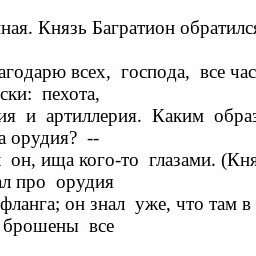 ная. Князь Багратион обратился
агодарю всех, господа, все час
ски: пехота,
ия и артиллерия. Каким обра
а орудия? --
он, ища кого-то глазами. (Кня
ал про орудия
фланга; он знал уже, что там в
брошены все